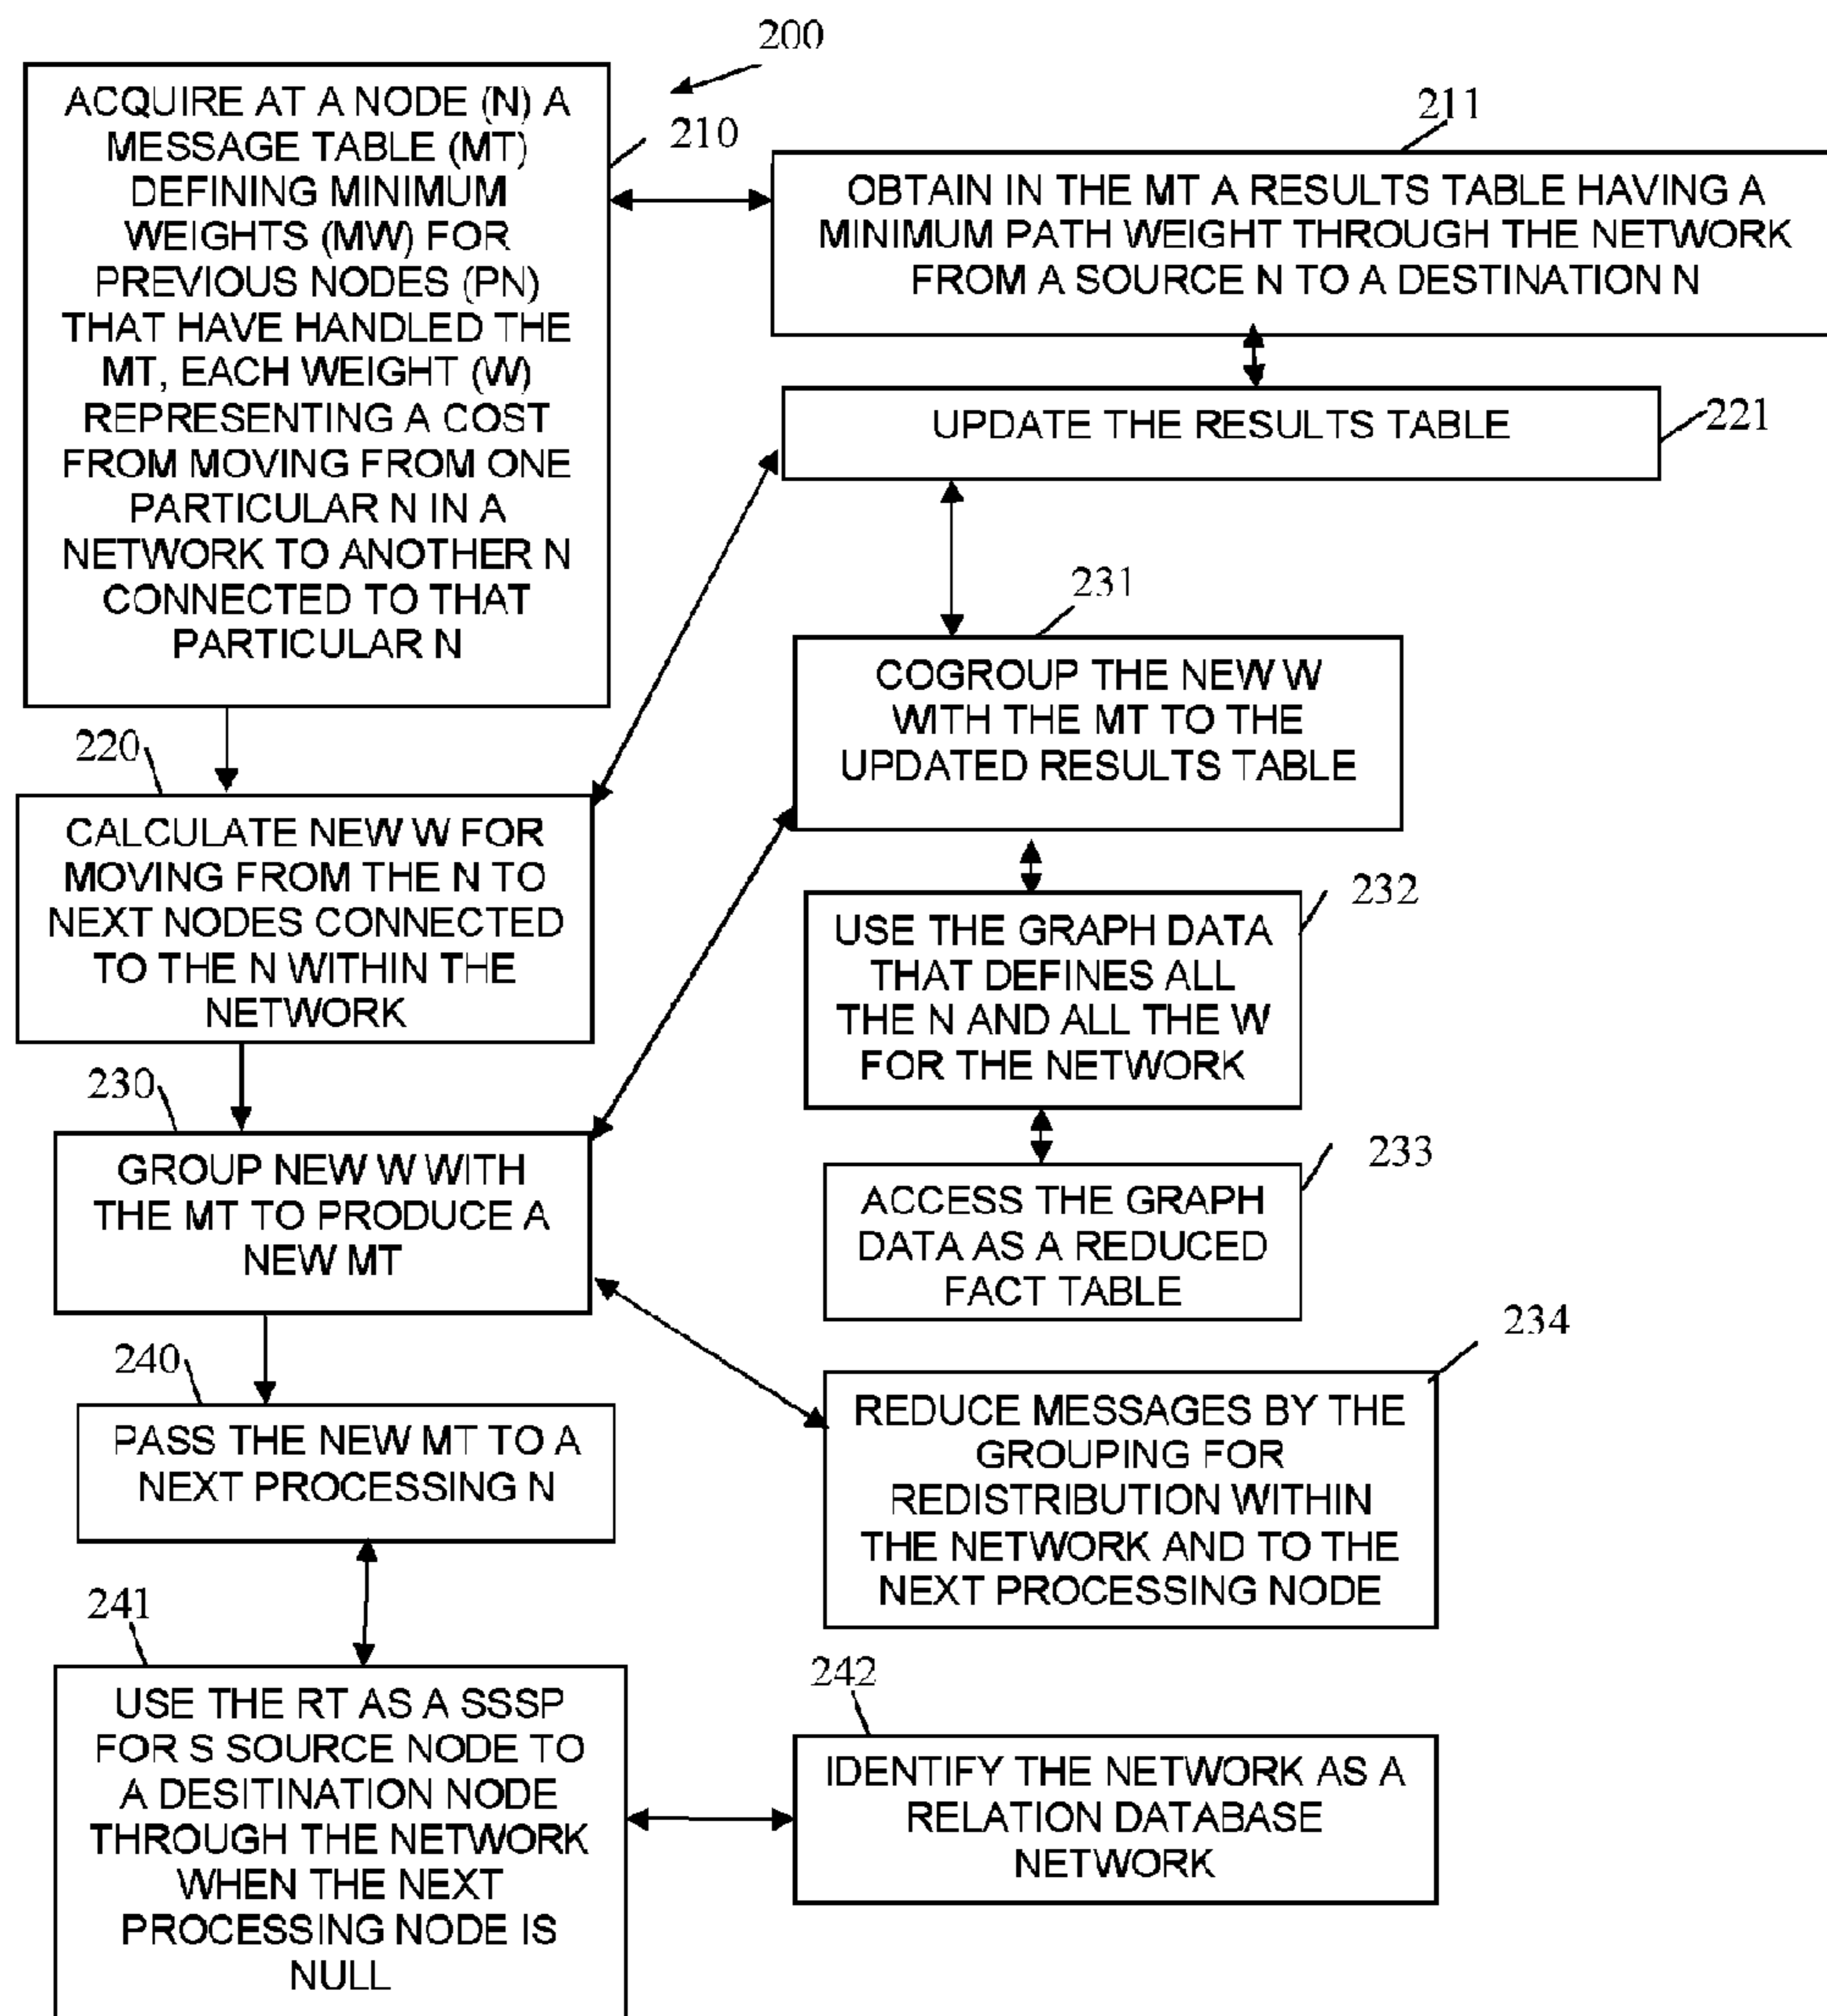 200
ACQUIRE AT A NODE (N) A
MESSAGE TABLE (MT)
DEFINING MINIMUM
WEIGHTS (MW) FOR
PREVIOUS NODES (PN)
THAT HAVE HANDLED THE
MT, EACH WEIGHT (W)
REPRESENTING A COST
FROM MOVING FROM ONE
PARTICULAR N IN A
NETWORK TO ANOTHER N
CONNECTED TO THAT
PARTICULAR N
210
211
OBTAIN IN THE MT A RESULTS TABLE HAVING A
MINIMUM PATH WEIGHT THROUGH THE NETWORK
FROM A SOURCE N TO A DESTINATION N
UPDATE THE RESULTS TABLE
221
231
COGROUP THE NEW W
WITH THE MT TO THE
UPDATED RESULTS TABLE
220
CALCULATE NEW W FOR
MOVING FROM THE N TO
NEXT NODES CONNECTED
TO THE N WITHIN THE
NETWORK
232
USE THE GRAPH DATA
THAT DEFINES ALL
THE N AND ALL THE W
FOR THE NETWORK
230
GROUP NEW W WITH
THE MT TO PRODUCE A
NEW MT
233
ACCESS THE GRAPH
DATA AS A REDUCED
FACT TABLE
234
REDUCE MESSAGES BY THE
GROUPING FOR
REDISTRIBUTION WITHIN
THE NETWORK AND TO THE
NEXT PROCESSING NODE
240
PASS THE NEW MT TO A
NEXT PROCESSING N
241
USE THE RT AS A SSSP
FOR S SOURCE NODE TO
A DESITINATION NODE
THROUGH THE NETWORK
WHEN THE NEXT
PROCESSING NODE IS
NULL
242
IDENTIFY THE NETWORK AS A
RELATION DATABASE
NETWORK